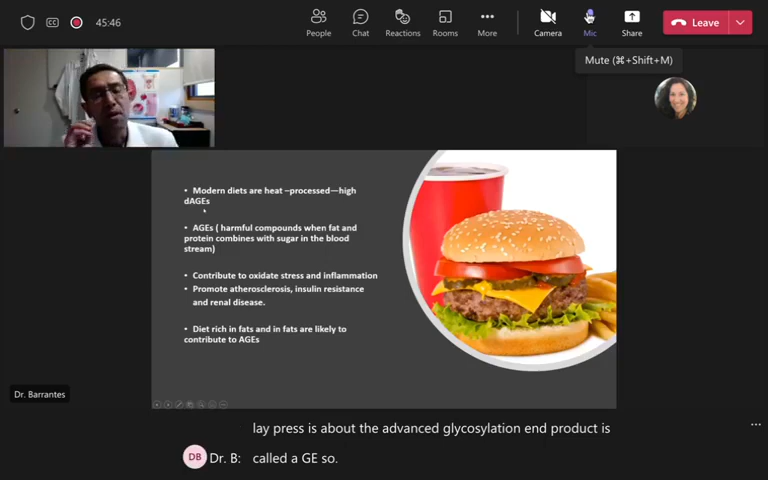 45:46
CC
People
Chat
Reactions
Rooms
More
Camera
Mic
Share
Leave
Mute (⌘+Shift+M)
• Modern diets are heat –processed—high
dAGEs
• AGEs ( harmful compounds when fat and
protein combines with sugar in the blood
stream)
• Contribute to oxidate stress and inflammation
• Promote atherosclerosis, insulin resistance
and renal disease.
• Diet rich in fats and in fats are likely to
contribute to AGEs
Dr. Barrantes
lay press is about the advanced glycosylation end product is
DB Dr. B: called a GE so.